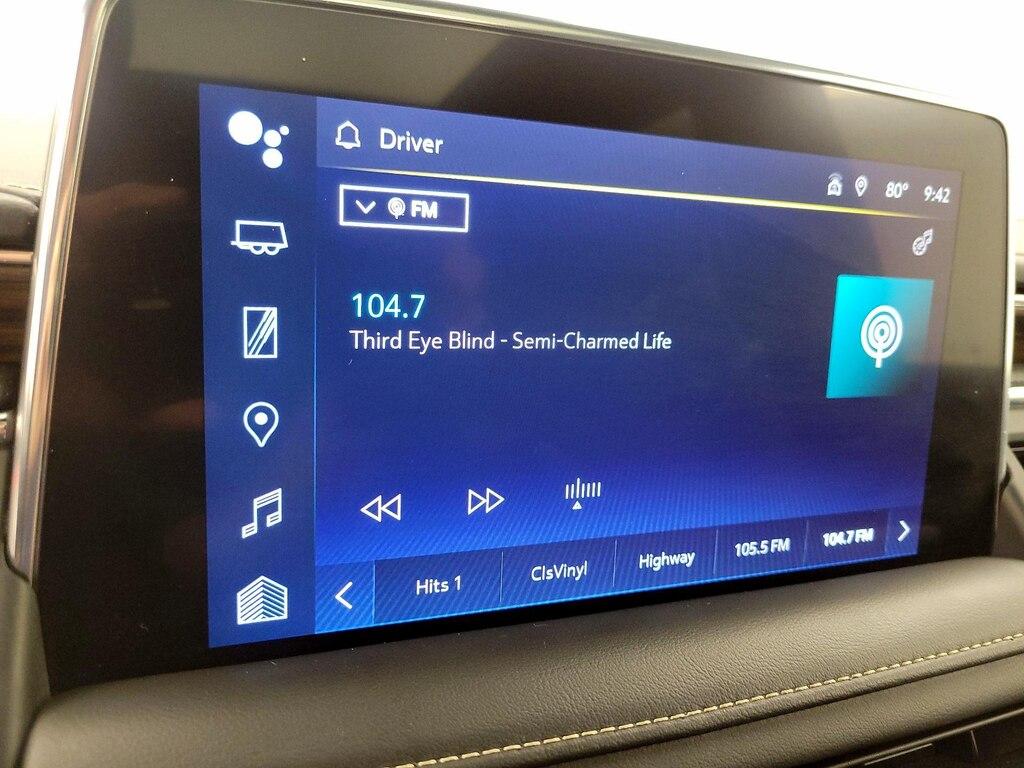 Driver
80° 9:42
FM
104.7
Third Eye Blind - Semi-Charmed Life
Hits 1 ClsVinyl Highway 105.5 FM 104.7 FM